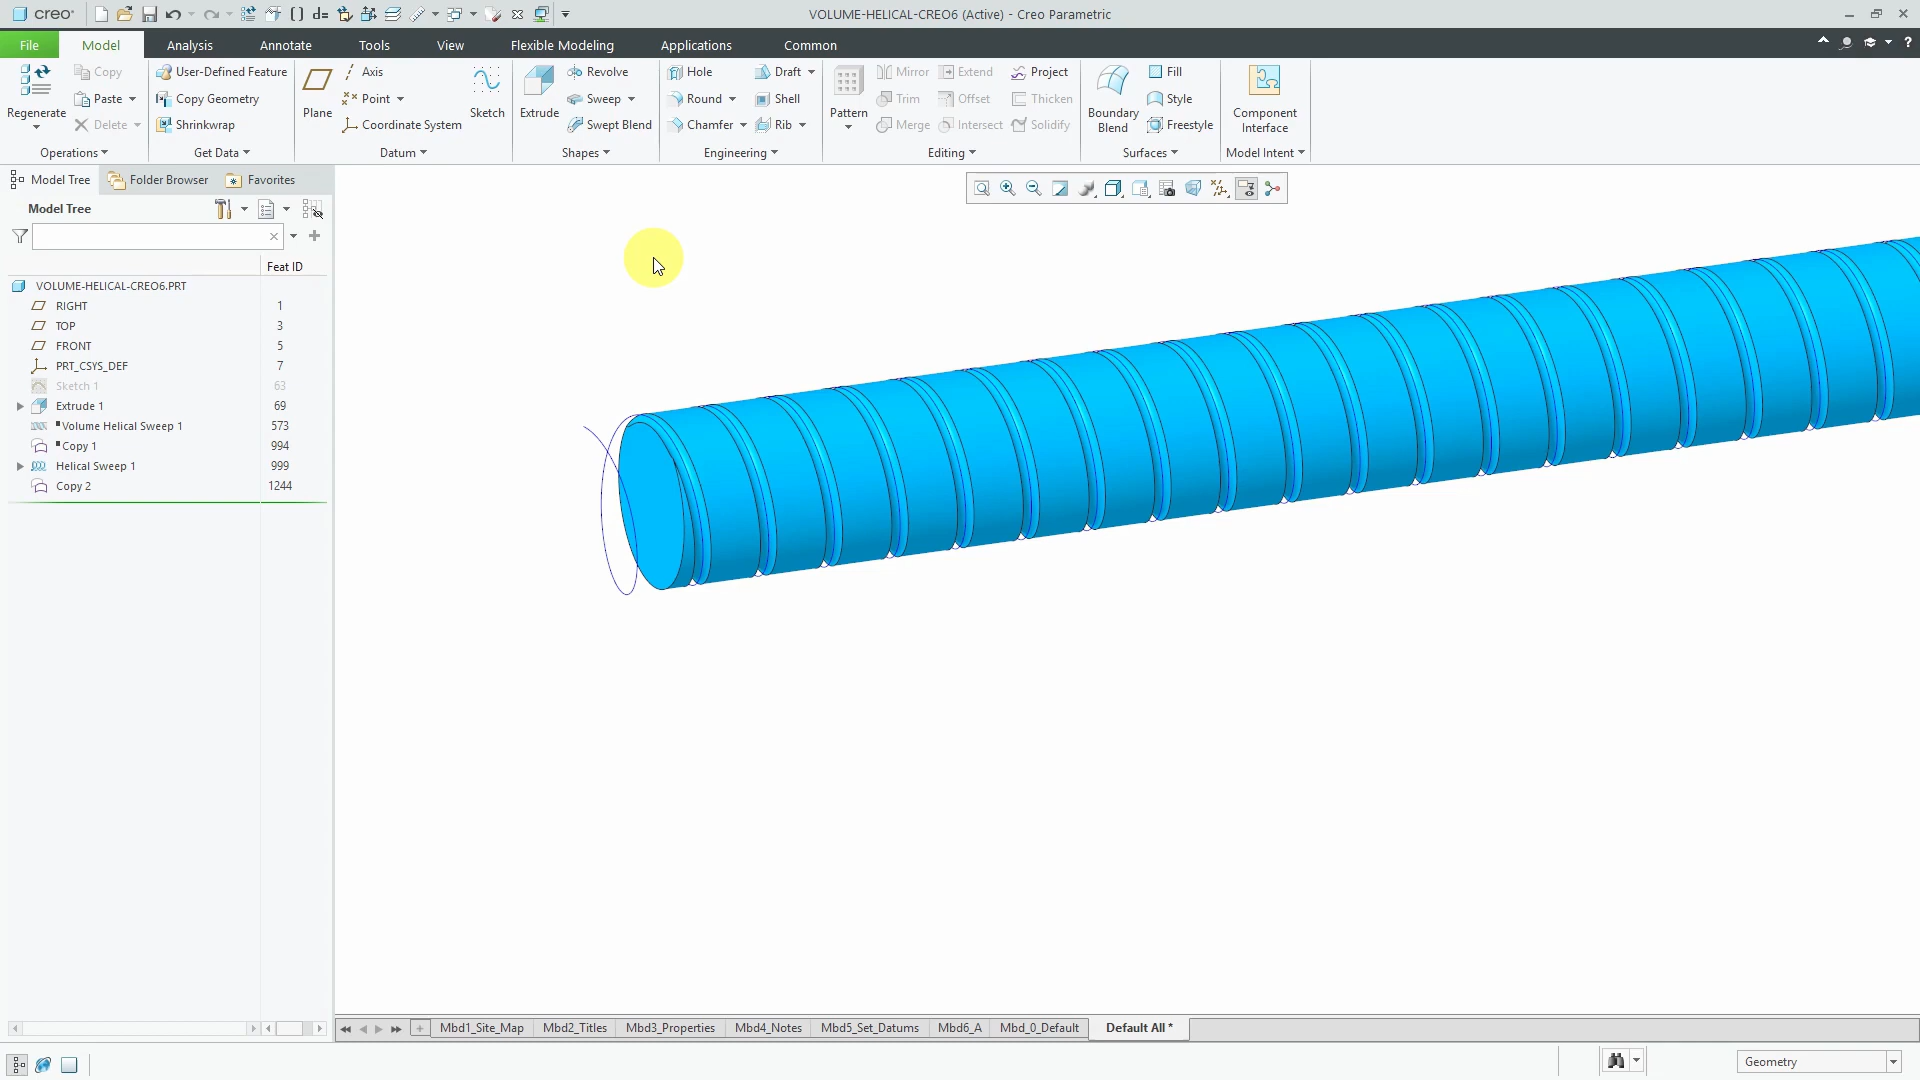 creo
VOLUME-HELICAL-CREO6 (Active) - Creo Parametric
File Model Analysis Annotate Tools View Flexible Modeling Applications Common
Regenerate
Copy
Paste
Delete
Operations
User-Defined Feature
Copy Geometry
Shrinkwrap
Get Data
Plane
Axis
Point
Coordinate System
Sketch
Datum
Extrude
Revolve
Sweep
Swept Blend
Shapes
Hole
Round
Chamfer
Draft
Shell
Rib
Engineering
Pattern
Mirror
Trim
Merge
Extend
Offset
Intersect
Project
Thicken
Solidify
Editing
Boundary
Blend
Fill
Style
Freestyle
Surfaces
Component
Interface
Model Intent
Model Tree Folder Browser Favorites
Model Tree
Feat ID
VOLUME-HELICAL-CREO6.PRT
RIGHT 1
TOP 3
FRONT 5
PRT_CSYS_DEF 7
Sketch 1 63
Extrude 1 69
Volume Helical Sweep 1 573
Copy 1 994
Helical Sweep 1 999
Copy 2 1244
Mbd1_Site_Map Mbd2_Titles Mbd3_Properties Mbd4_Notes Mbd5_Set_Datums Mbd6_A Mbd_0_Default Default All *
Geometry